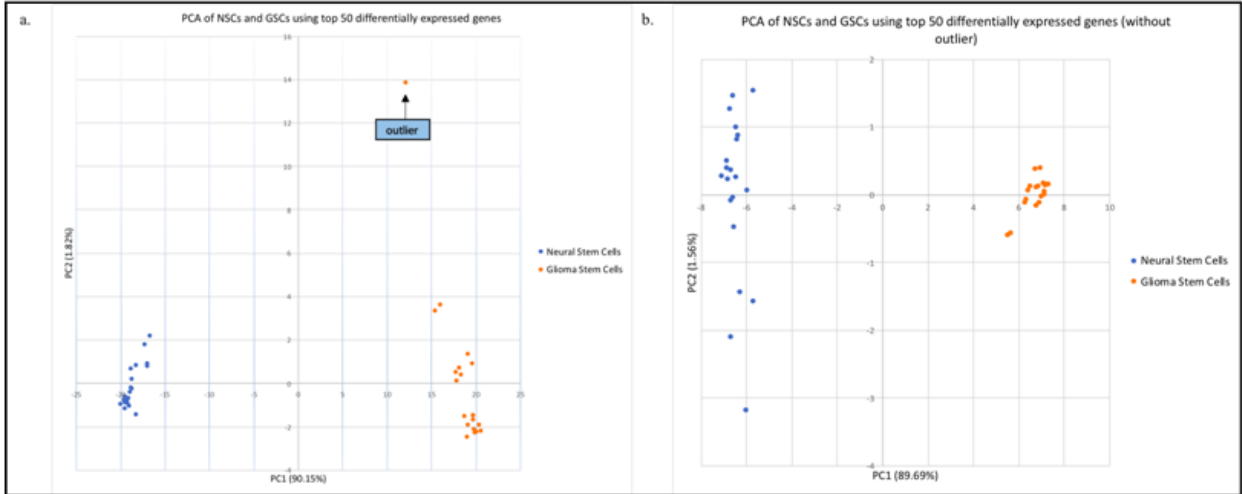 a.
PCA of NSCs and GSCs using top 50 differentially expressed genes
16
14
12
10
8
6
4
2
0
-2
-4
-25 -20 -15 -10 -5 0 5 10 15 20 25
outlier
PC2 (1.82%)
PC1 (90.15%)
Neural Stem Cells
Glioma Stem Cells
b.
PCA of NSCs and GSCs using top 50 differentially expressed genes (without
outlier)
2
1
0
-1
-2
-3
-4
-8 -6 -4 -2 0 2 4 6 8 10
PC2 (1.56%)
PC1 (89.69%)
Neural Stem Cells
Glioma Stem Cells